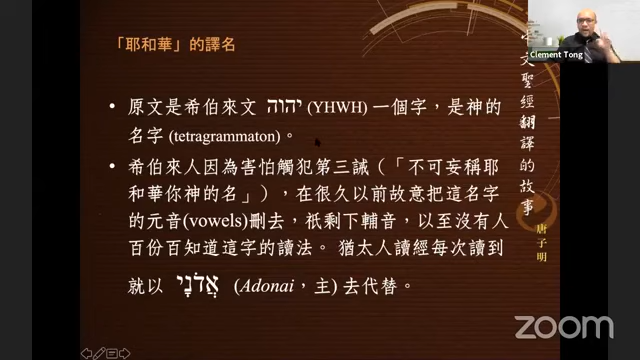 「耶和華」的譯名
• 原文是希伯來文 יהוה (YHWH) 一個字，是神的
名字 (tetragrammaton)。
• 希伯來人因為害怕觸犯第三誡（「不可妄稱耶
和華你神的名」），在很久以前故意把這名字
的元音(vowels)刪去，祇剩下輔音，以至沒有人
百份百知道這字的讀法。 猶太人讀經每次讀到
就以 אֲדֹנָי (Adonai，主) 去代替。
文聖經翻譯的故事
唐子明
Clement Tong
zoom